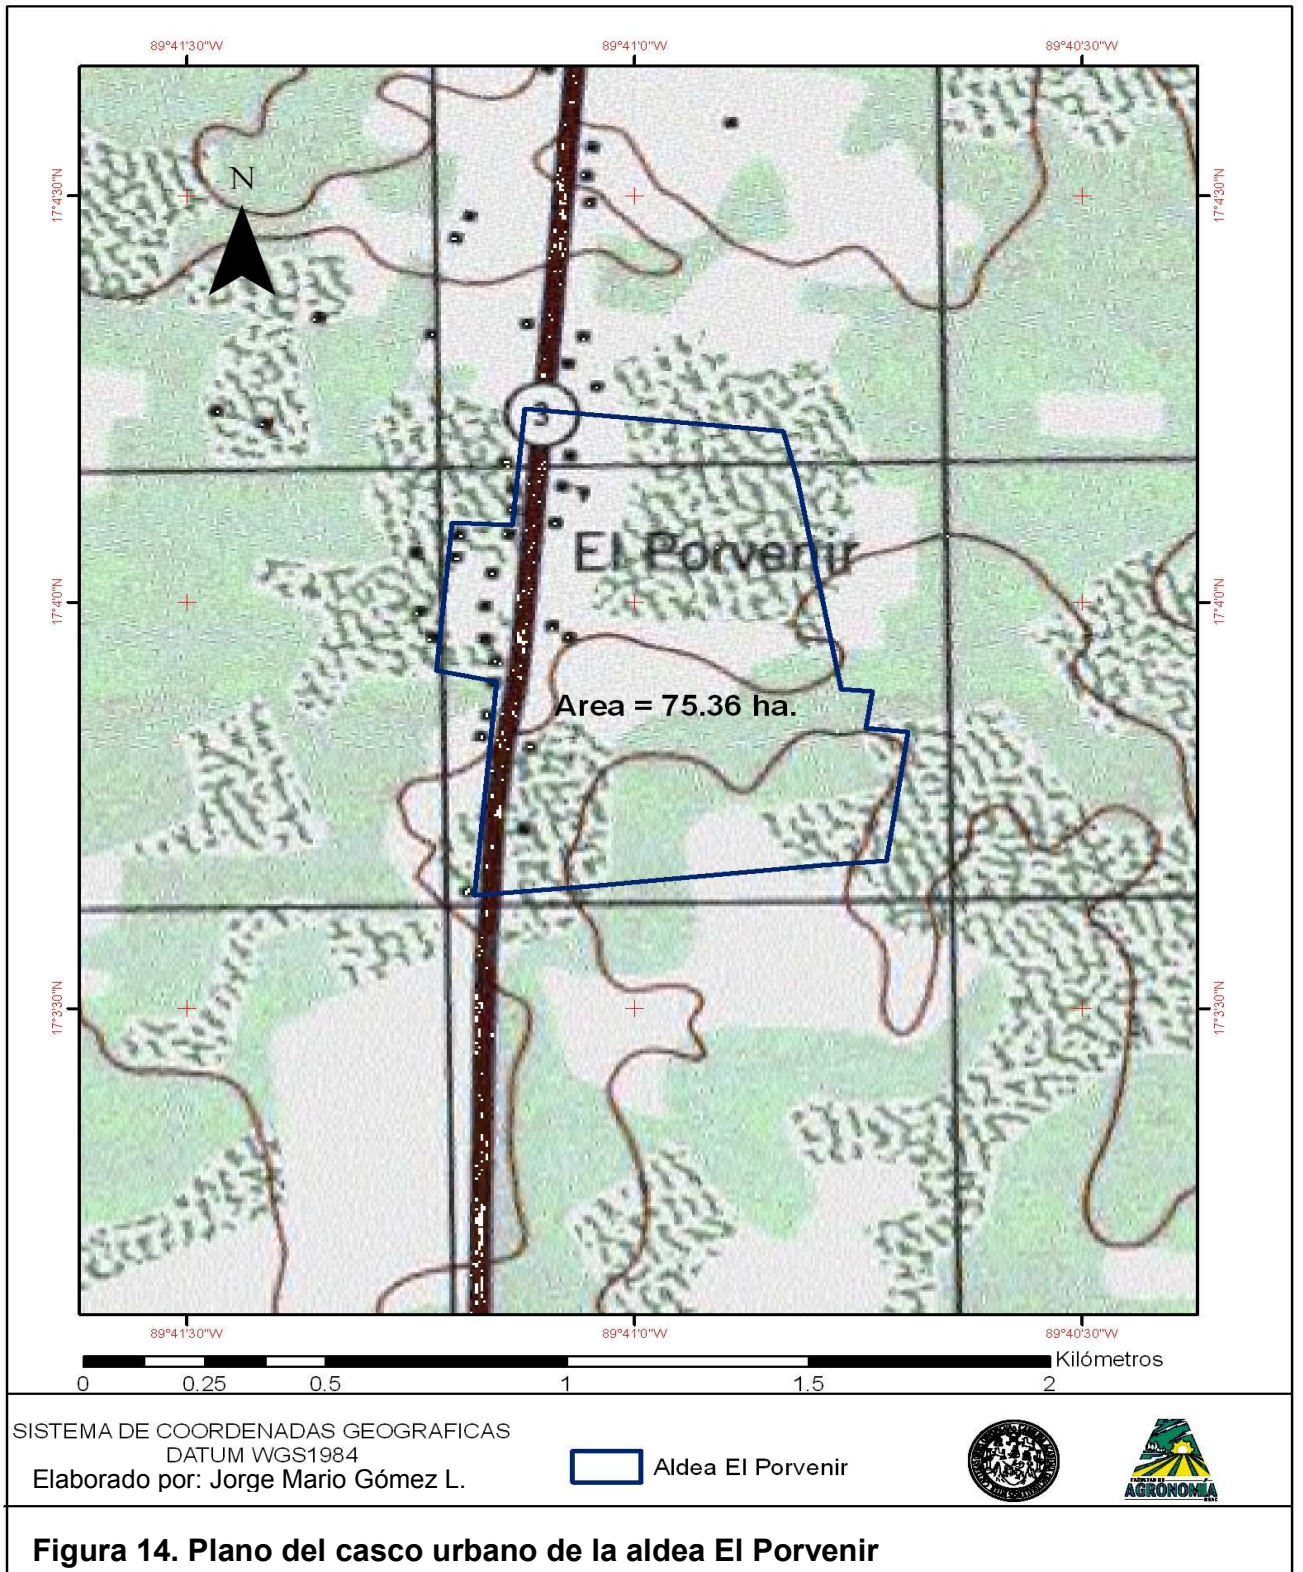 89°41'30"W
89°41'0"W
89°40'30"W
17°4'30"N
17°4'30"N
N
3
El Porvenir
17°4'0"N
17°4'0"N
Area = 75.36 ha.
17°3'30"N
17°3'30"N
89°41'30"W
89°41'0"W
89°40'30"W
Kilómetros
0 0.25 0.5 1 1.5 2
SISTEMA DE COORDENADAS GEOGRAFICAS
DATUM WGS1984
Elaborado por: Jorge Mario Gómez L.
Aldea El Porvenir
FACULTAD DE
AGRONOMÍA
Figura 14. Plano del casco urbano de la aldea El Porvenir